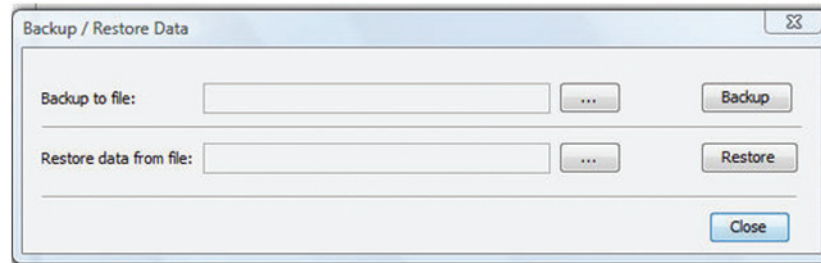 Backup / Restore Data
Backup to file: ... Backup
Restore data from file: ... Restore
Close